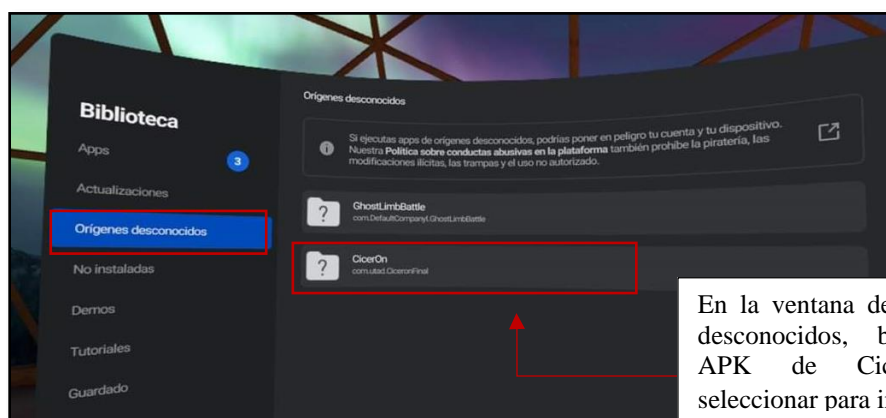 Biblioteca
Apps
3
Actualizaciones
Orígenes desconocidos
No instaladas
Demos
Tutoriales
Guardado
Orígenes desconocidos
Si ejecutas apps de orígenes desconocidos, podrías poner en peligro tu cuenta y tu dispositivo.
Nuestra Política sobre conductas abusivas en la plataforma también prohíbe la piratería, las
modificaciones ilícitas, las trampas y el uso no autorizado.
?
GhostLimbBattle
com.DefaultCompanyl.GhostLimbBattle
?
CicerOn
com.utad.CiceronFinal
En la ventana de
desconocidos,
APK de
seleccionar para